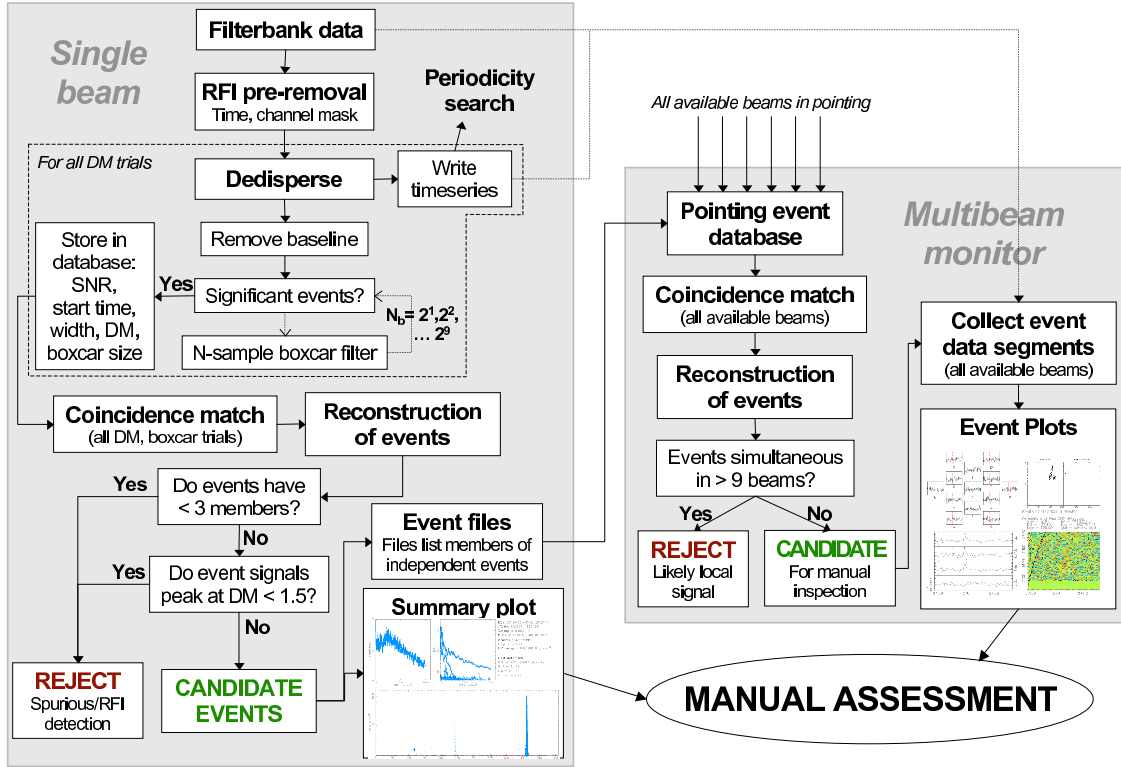 Single
beam
Filterbank data
RFI pre-removal
Time, channel mask
Periodicity
search
For all DM trials
Dedisperse
Write
timeseries
Remove baseline
Store in
database:
SNR,
start time,
width, DM,
boxcar size
Yes
Significant events?
N_b= 2^1,2^2,
... 2^9
N-sample boxcar filter
Coincidence match
(all DM, boxcar trials)
Reconstruction
of events
Yes
Do events have
< 3 members?
No
Yes
Do event signals
peak at DM < 1.5?
No
REJECT
Spurious/RFI
detection
CANDIDATE
EVENTS
Event files
Files list members of
independent events
Summary plot
All available beams in pointing
Multibeam
monitor
Pointing event
database
Coincidence match
(all available beams)
Reconstruction
of events
Events simultaneous
in > 9 beams?
Yes
No
REJECT
Likely local
signal
CANDIDATE
For manual
inspection
Collect event
data segments
(all available beams)
Event Plots
MANUAL ASSESSMENT